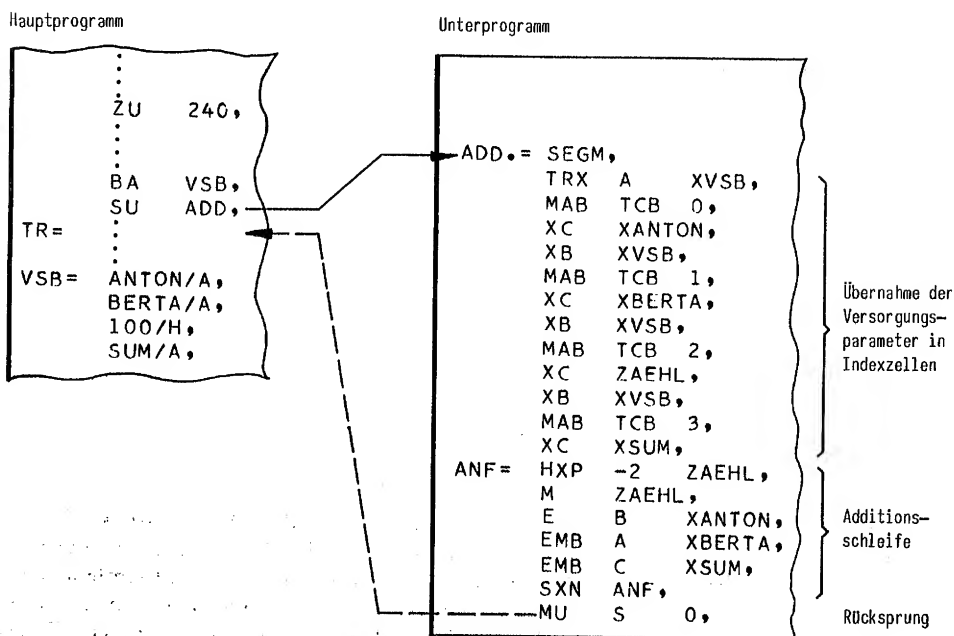 Hauptprogramm
ZU 240,
BA VSB,
SU ADD,
TR=
VSB= ANTON/A,
BERTA/A,
100/H,
SUM/A,
Unterprogramm
ADD.= SEGM,
TRX A XVSB,
MAB TCB 0,
XC XANTON,
XB XVSB,
MAB TCB 1,
XC XBERTA,
XB XVSB,
MAB TCB 2,
XC ZAEHL,
XB XVSB,
MAB TCB 3,
XC XSUM,
ANF= HXP -2 ZAEHL,
M ZAEHL,
E B XANTON,
EMB A XBERTA,
EMB C XSUM,
SXN ANF,
MU S 0,
Übernahme der
Versorgungs-
parameter in
Indexzellen
Additions-
schleife
Rücksprung